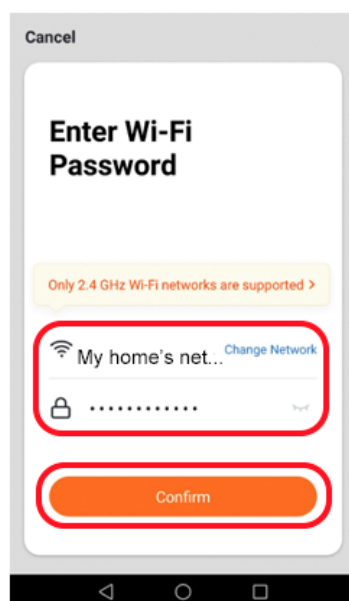 Cancel
Enter Wi-Fi
Password
Only 2.4 GHz Wi-Fi networks are supported >
My home's net... Change Network
••••••••••••
Confirm